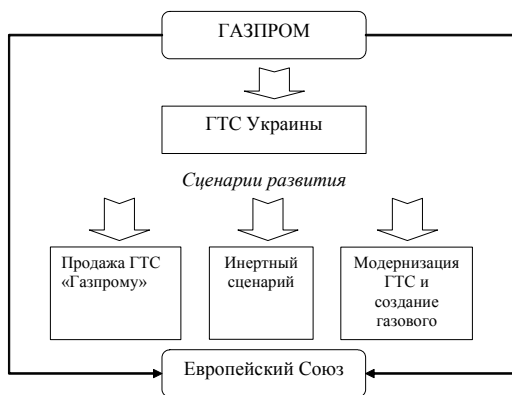 ГАЗПРОМ
ГТС Украины
Сценарии развития
Продажа ГТС
«Газпрому»
Инертный
сценарий
Модернизация
ГТС и
создание
газового
Европейский Союз